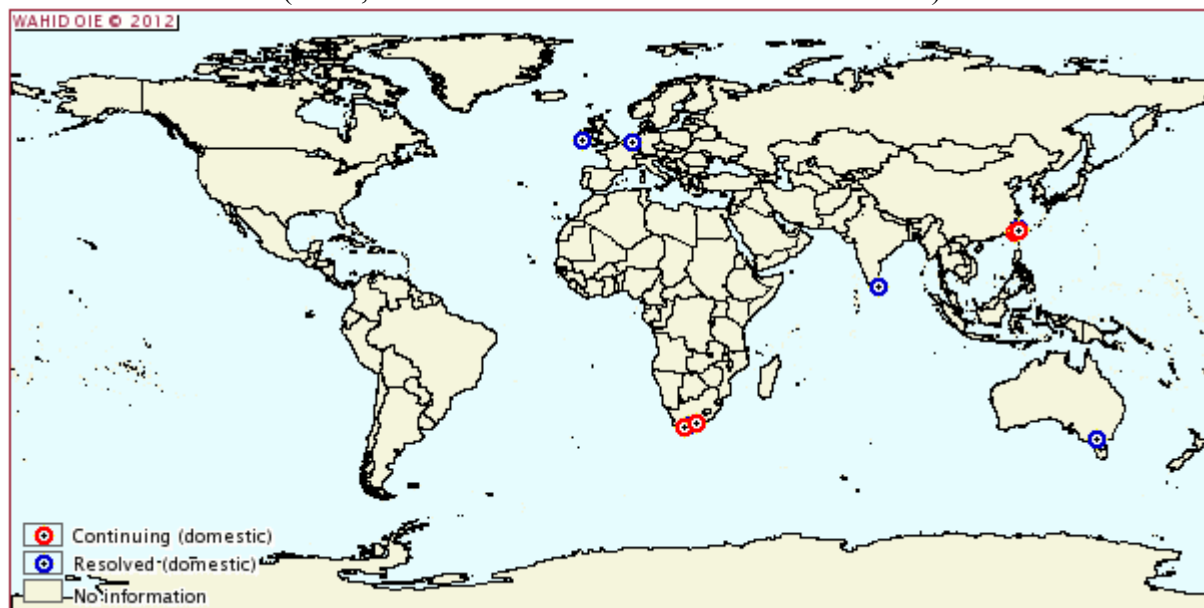 WAHID OIE © 2012
Continuing (domestic)
Resolved (domestic)
No information